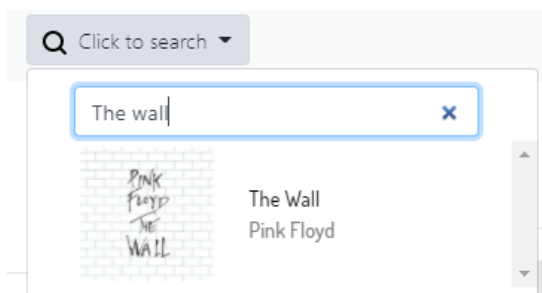 Click to search
The wall
PINK
FLOYD
THE
WALL
The Wall
Pink Floyd